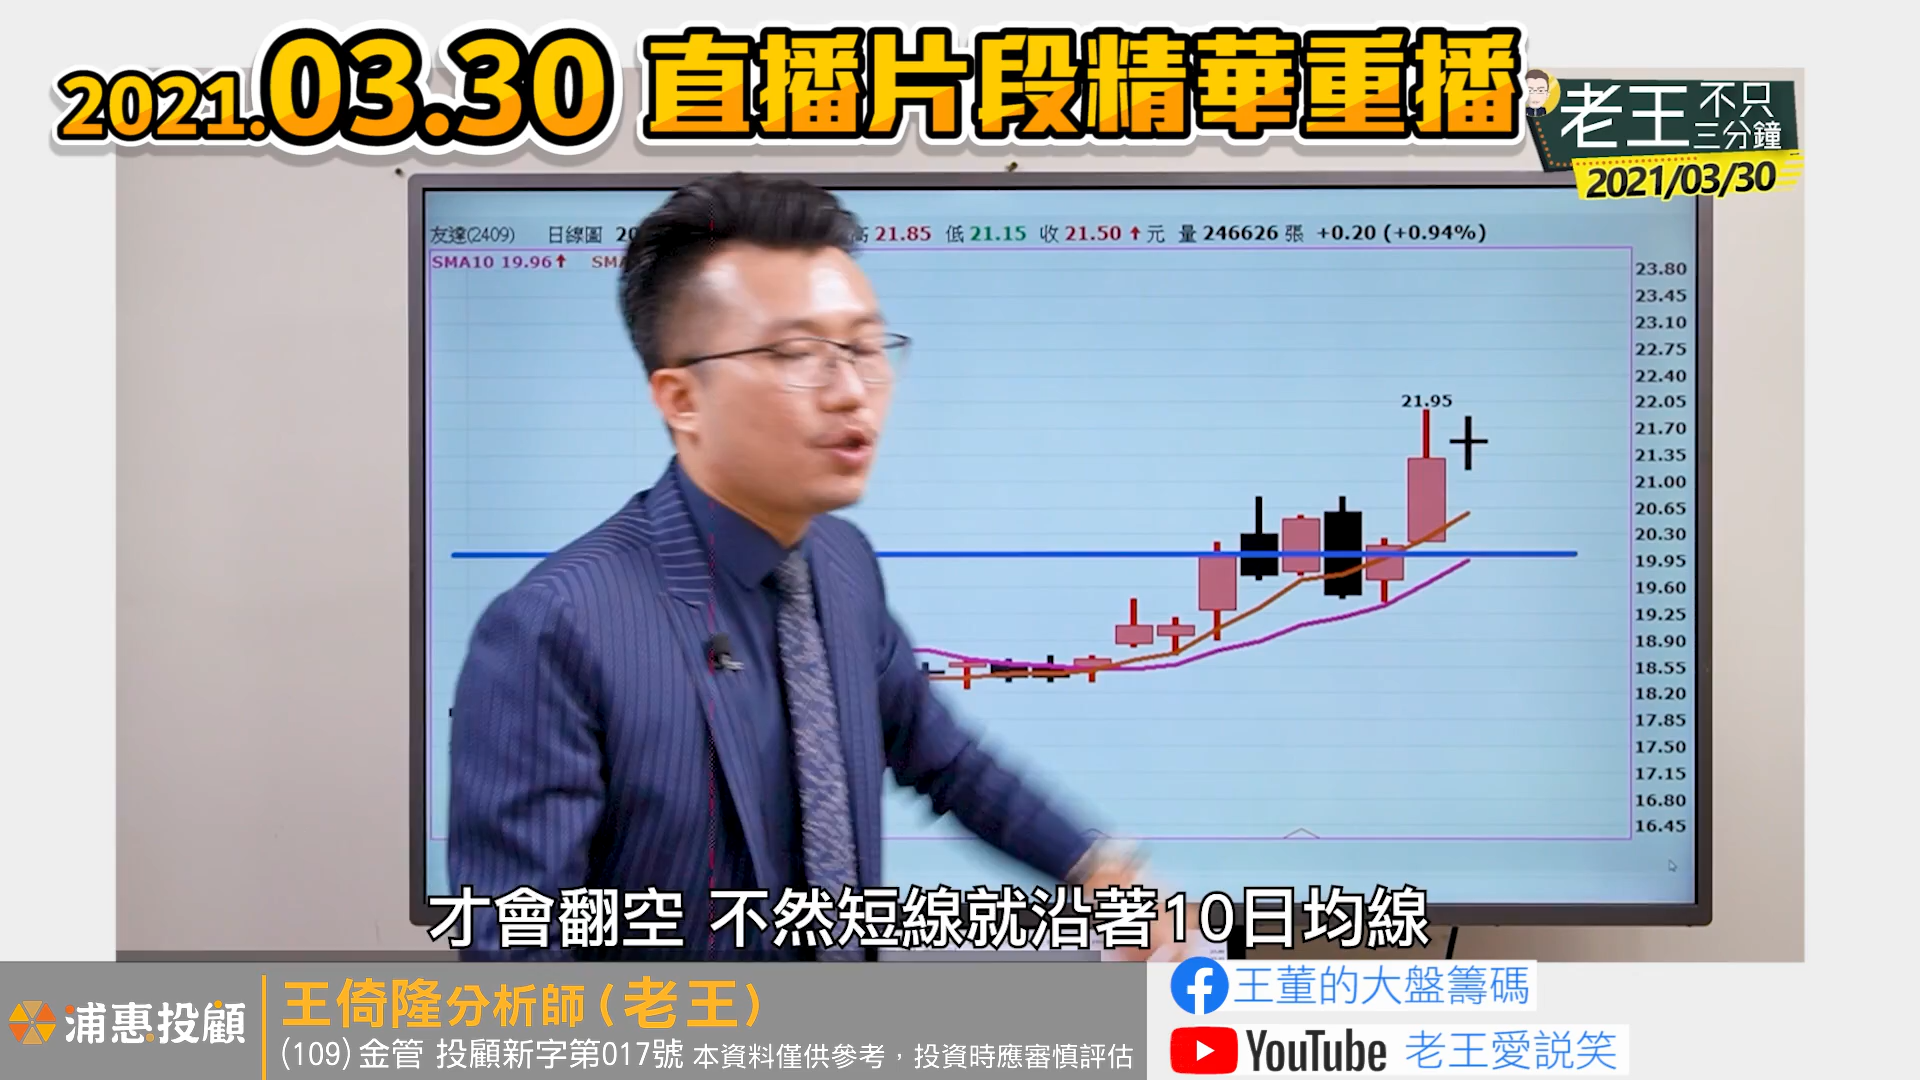 2021.03.30 直播片段精華重播
老王不只三分鐘
2021/03/30
友達(2409) 日線圖 20 高 21.85 低 21.15 收 21.50↑元 量 246626 張 +0.20 (+0.94%)
SMA10 19.96↑ SMA
23.80
23.45
23.10
22.75
22.40
22.05
21.70
21.35
21.00
20.65
20.30
19.95
19.60
19.25
18.90
18.55
18.20
17.85
17.50
17.15
16.80
16.45
21.95
才會翻空 不然短線就沿著10日均線
浦惠投顧
王倚隆分析師(老王)
(109) 金管 投顧新字第017號 本資料僅供參考，投資時應審慎評估
王董的大盤籌碼
YouTube 老王愛說笑